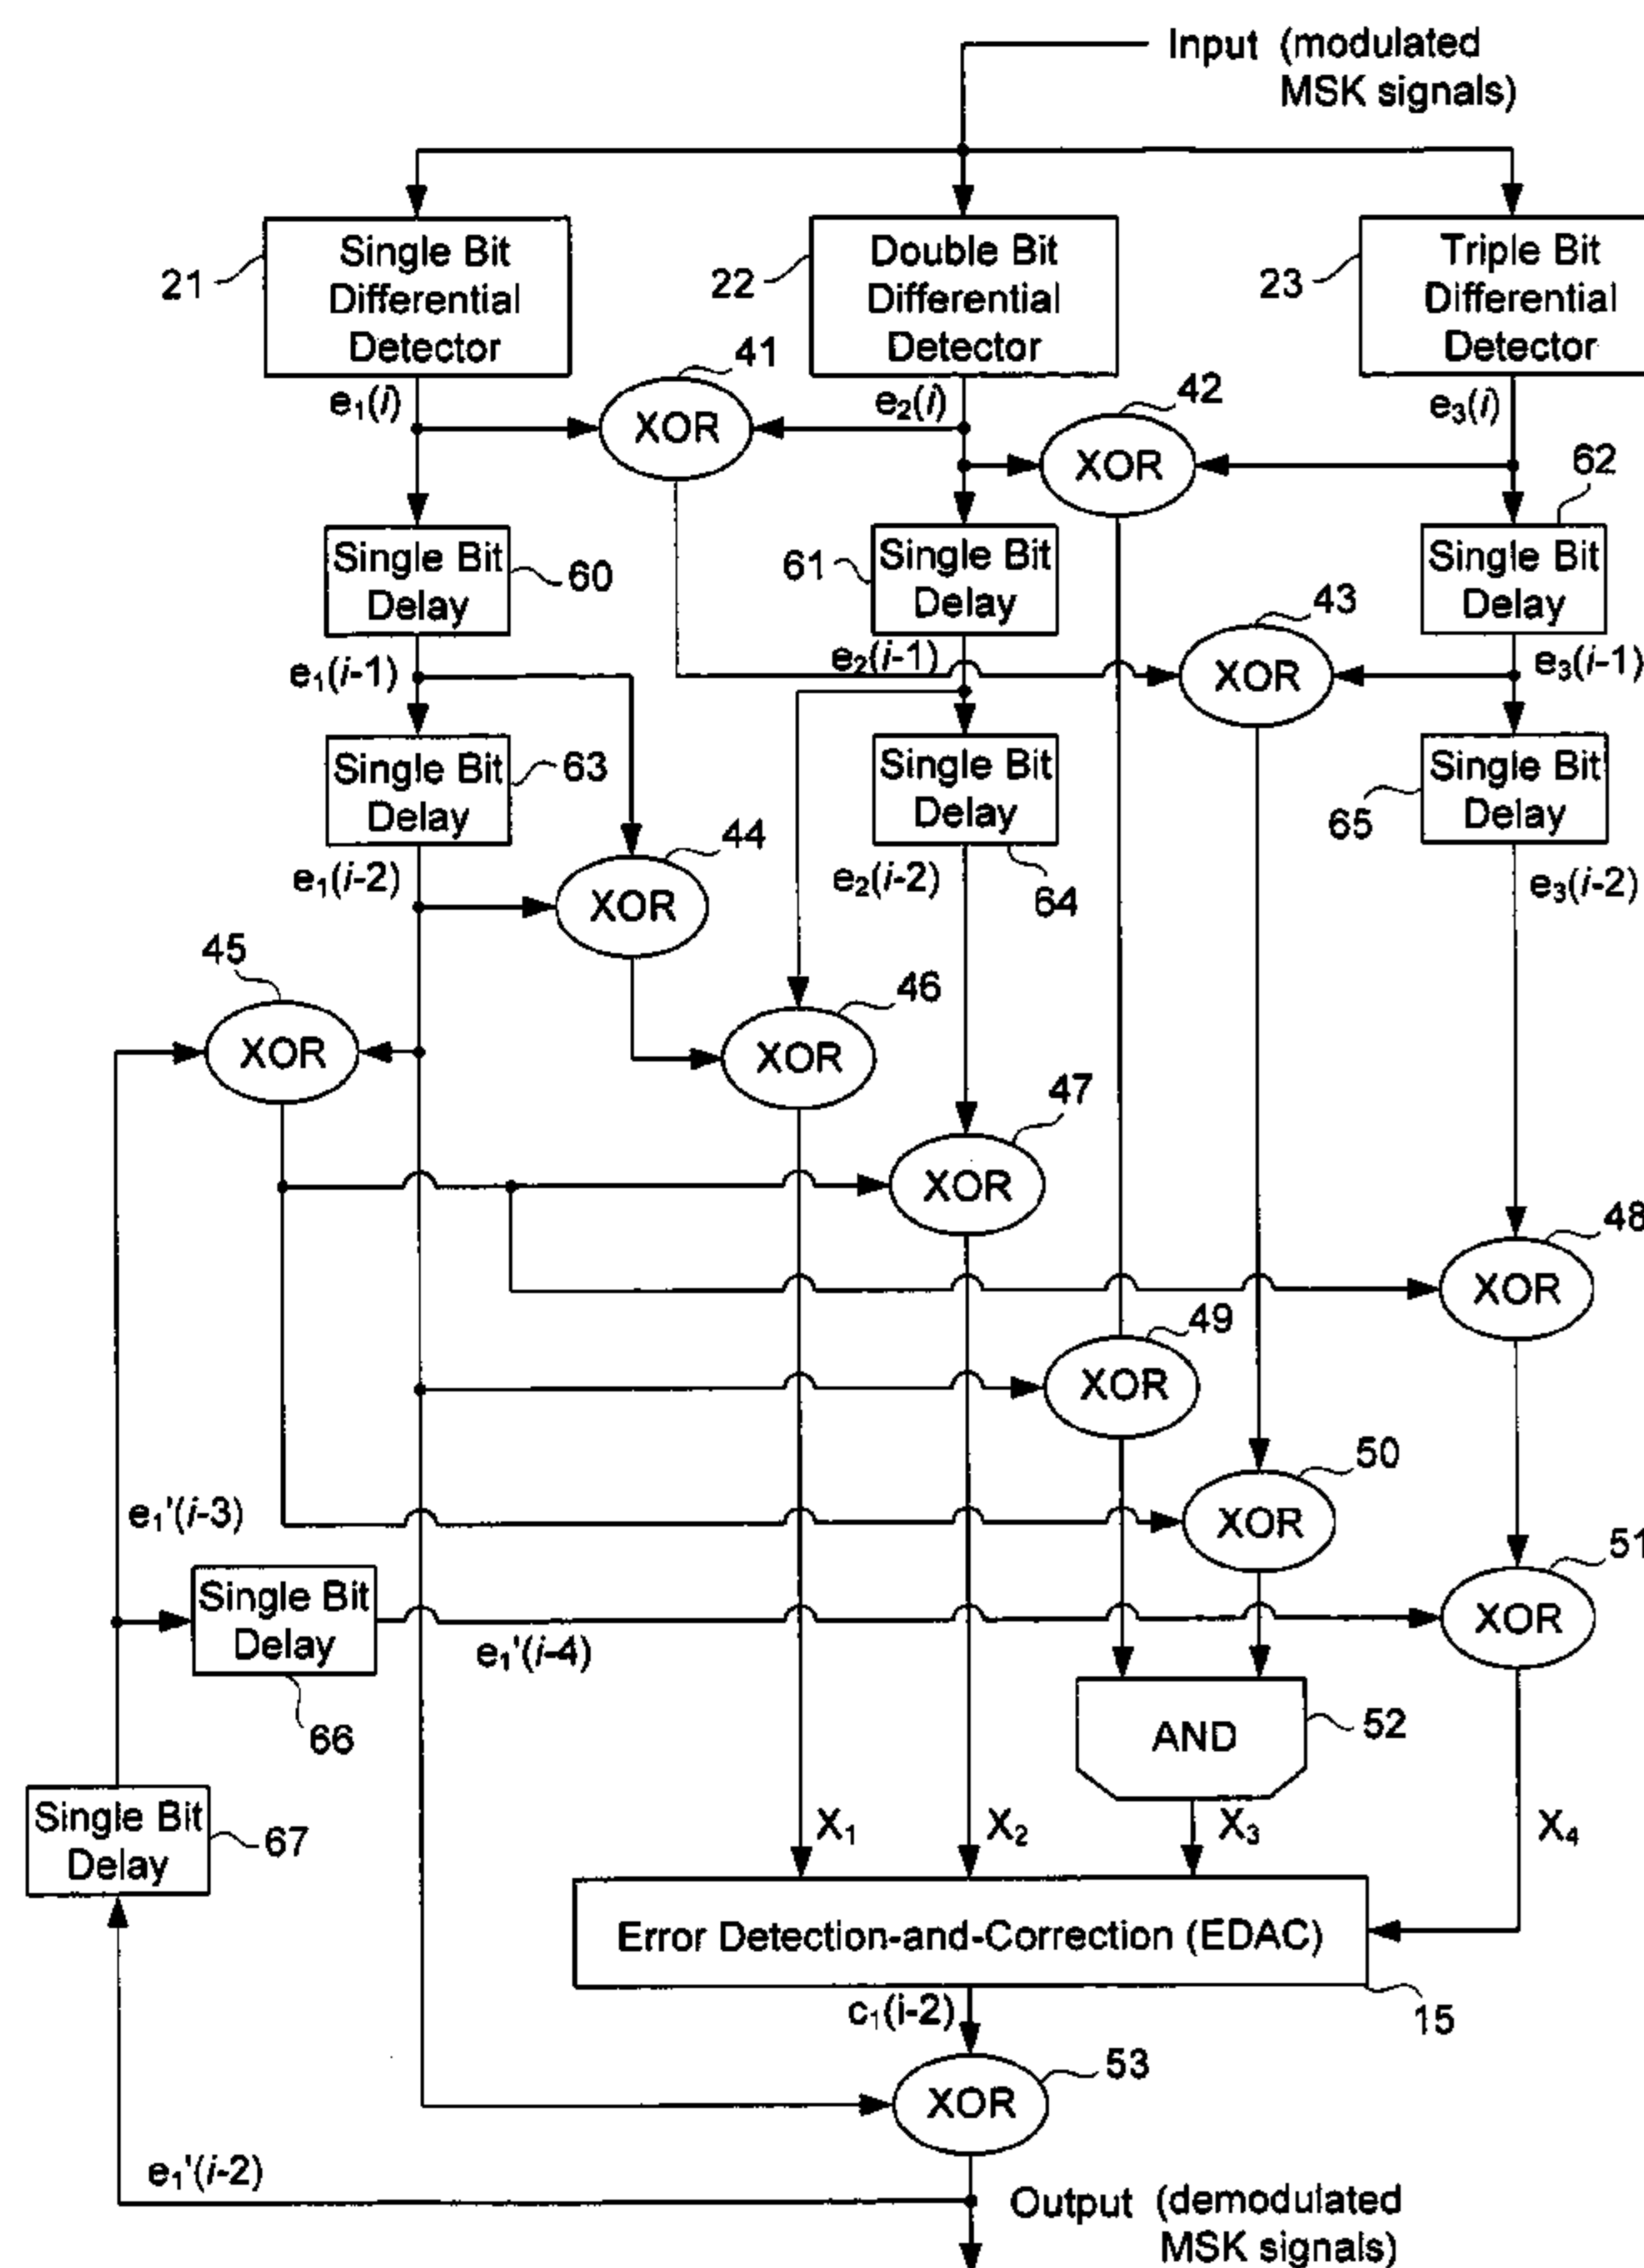 Input (modulated
MSK signals)
Single Bit
Differential
Detector
21
Double Bit
Differential
Detector
22
Triple Bit
Differential
Detector
23
41
42
e₁(i)
XOR
e₂(i)
XOR
e₃(i)
62
Single Bit
Delay
60
61
Single Bit
Delay
Single Bit
Delay
43
e₁(i-1)
e₂(i-1)
XOR
e₃(i-1)
Single Bit
Delay
63
Single Bit
Delay
64
Single Bit
Delay
65
44
e₁(i-2)
XOR
e₂(i-2)
e₃(i-2)
45
XOR
46
XOR
47
XOR
48
XOR
49
XOR
50
XOR
e₁'(i-3)
51
XOR
Single Bit
Delay
66
e₁'(i-4)
AND
52
Single Bit
Delay
67
X₁
X₂
X₃
X₄
Error Detection-and-Correction (EDAC)
15
c₁(i-2)
XOR
53
e₁'(i-2)
Output (demodulated
MSK signals)